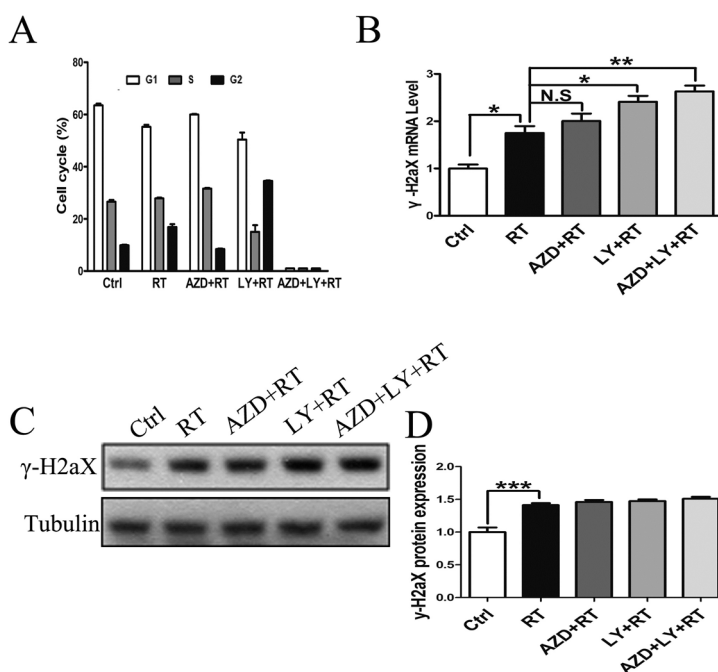 A
G1 S G2
Cell cycle (%)
80
60
40
20
0
Ctrl RT AZD+RT LY+RT AZD+LY+RT
B
γ -H2aX mRNA Level
3
2
1
0
**
*
N.S
*
Ctrl RT AZD+RT LY+RT AZD+LY+RT
C
Ctrl RT AZD+RT LY+RT AZD+LY+RT
γ-H2aX
Tubulin
D
y-H2aX protein expression
2.0
1.5
1.0
0.5
0.0
***
Ctrl RT AZD+RT LY+RT AZD+LY+RT